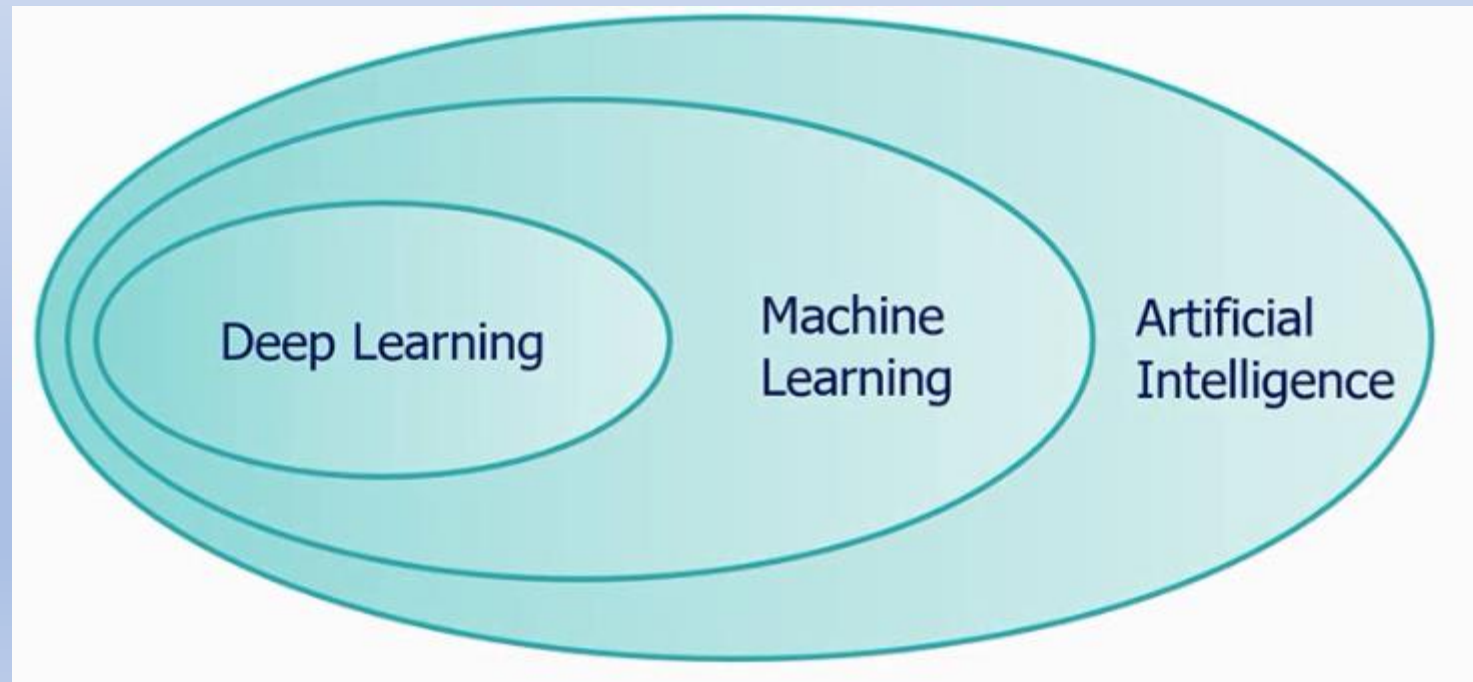 Deep Learning
Machine
Learning
Artificial
Intelligence